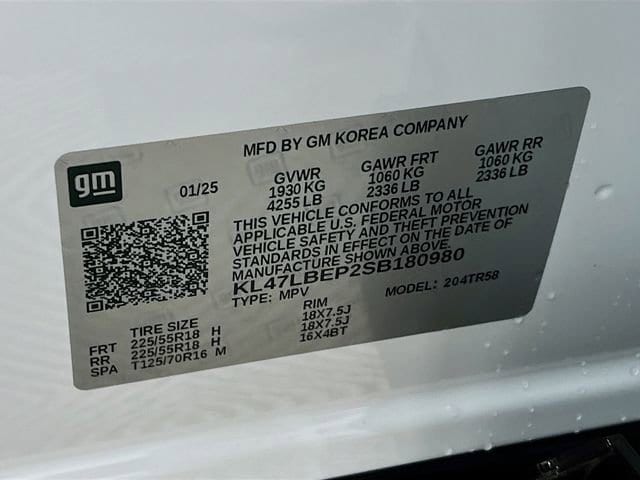 gm
MFD BY GM KOREA COMPANY
01/25
GVWR GAWR FRT GAWR RR
1930 KG 1060 KG 1060 KG
4255 LB 2336 LB 2336 LB
THIS VEHICLE CONFORMS TO ALL
APPLICABLE U.S. FEDERAL MOTOR
VEHICLE SAFETY AND THEFT PREVENTION
STANDARDS IN EFFECT ON THE DATE OF
MANUFACTURE SHOWN ABOVE.
KL47LBEP2SB180980
TYPE: MPV MODEL: 204TR58
TIRE SIZE RIM
FRT 225/55R18 H 18X7.5J
RR 225/55R18 H 18X7.5J
SPA T125/70R16 M 16X4BT